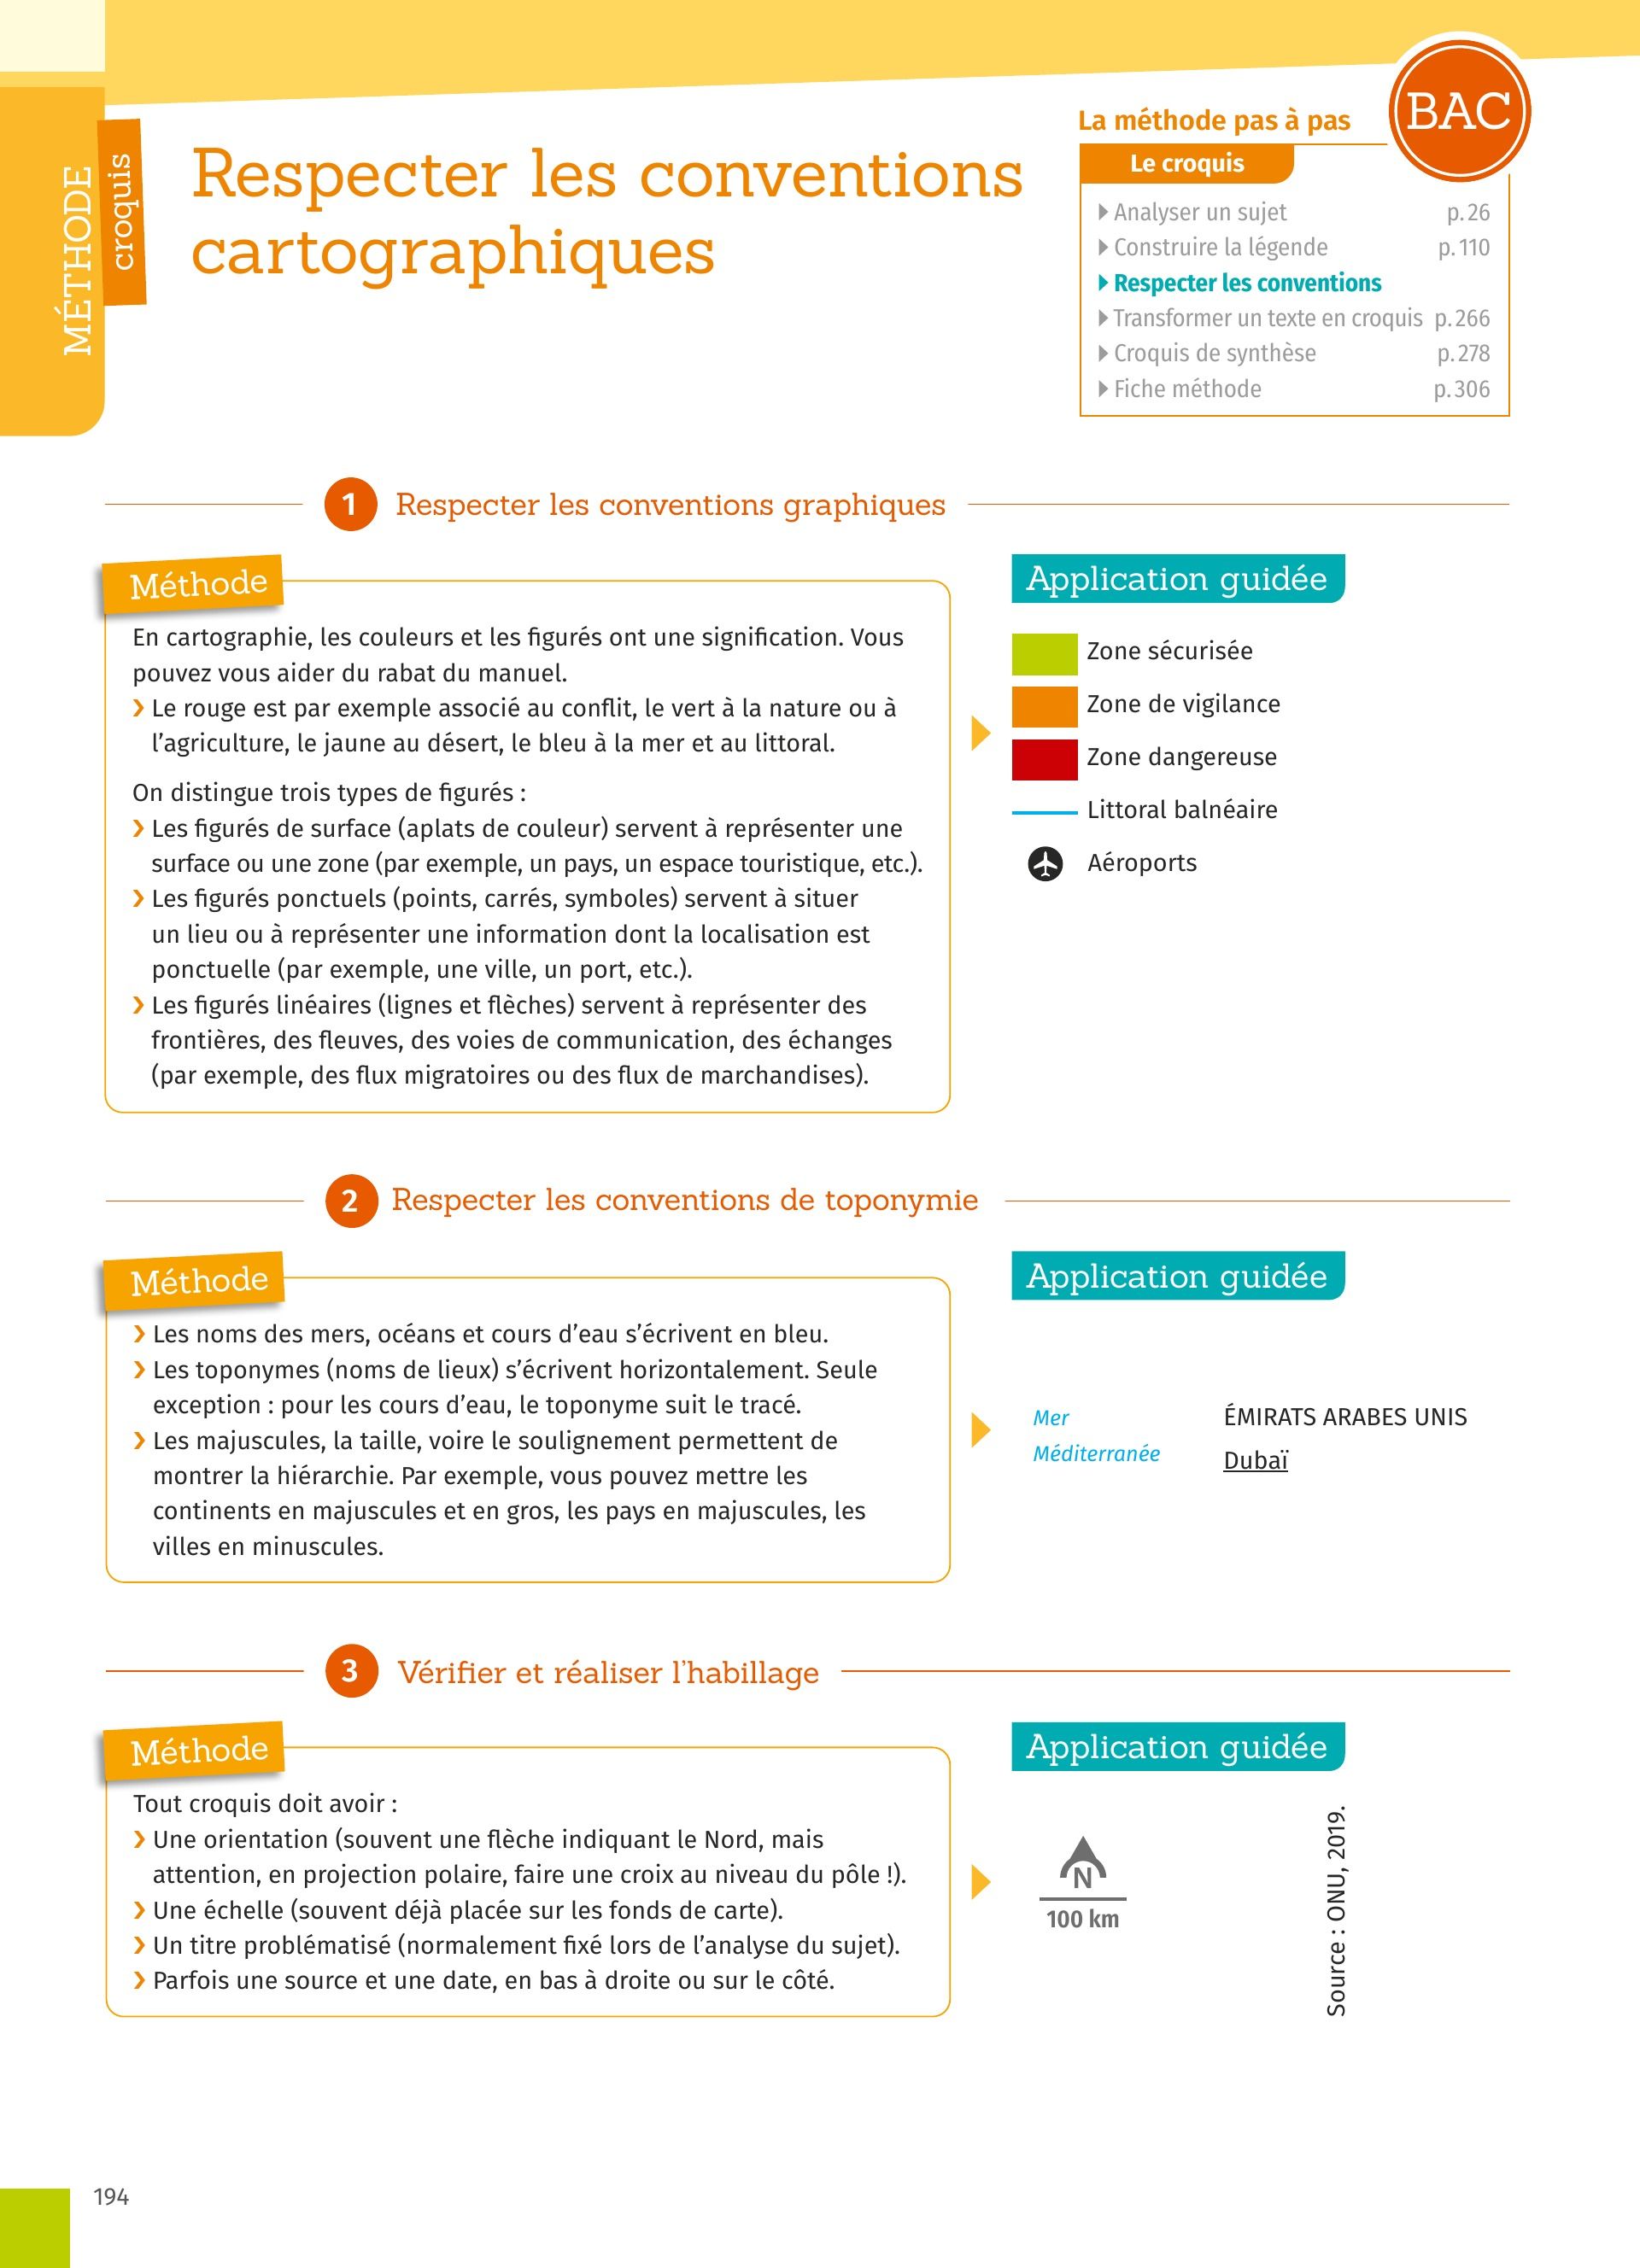 MÉTHODE
croquis
Respecter les conventions
cartographiques
La méthode pas à pas
BAC
Le croquis
Analyser un sujet p. 26
Construire la légende p. 110
Respecter les conventions
Transformer un texte en croquis p. 266
Croquis de synthèse p. 278
Fiche méthode p. 306
1 Respecter les conventions graphiques
Méthode
En cartographie, les couleurs et les figurés ont une signification. Vous
pouvez vous aider du rabat du manuel.
› Le rouge est par exemple associé au conflit, le vert à la nature ou à
l'agriculture, le jaune au désert, le bleu à la mer et au littoral.
On distingue trois types de figurés :
› Les figurés de surface (aplats de couleur) servent à représenter une
surface ou une zone (par exemple, un pays, un espace touristique, etc.).
› Les figurés ponctuels (points, carrés, symboles) servent à situer
un lieu ou à représenter une information dont la localisation est
ponctuelle (par exemple, une ville, un port, etc.).
› Les figurés linéaires (lignes et flèches) servent à représenter des
frontières, des fleuves, des voies de communication, des échanges
(par exemple, des flux migratoires ou des flux de marchandises).
Application guidée
Zone sécurisée
Zone de vigilance
Zone dangereuse
Littoral balnéaire
Aéroports
2 Respecter les conventions de toponymie
Méthode
› Les noms des mers, océans et cours d'eau s'écrivent en bleu.
› Les toponymes (noms de lieux) s'écrivent horizontalement. Seule
exception : pour les cours d'eau, le toponyme suit le tracé.
› Les majuscules, la taille, voire le soulignement permettent de
montrer la hiérarchie. Par exemple, vous pouvez mettre les
continents en majuscules et en gros, les pays en majuscules, les
villes en minuscules.
Application guidée
Mer
Méditerranée
ÉMIRATS ARABES UNIS
Dubaï
3 Vérifier et réaliser l'habillage
Méthode
Tout croquis doit avoir :
› Une orientation (souvent une flèche indiquant le Nord, mais
attention, en projection polaire, faire une croix au niveau du pôle !).
› Une échelle (souvent déjà placée sur les fonds de carte).
› Un titre problématisé (normalement fixé lors de l'analyse du sujet).
› Parfois une source et une date, en bas à droite ou sur le côté.
Application guidée
N
100 km
Source : ONU, 2019.
194